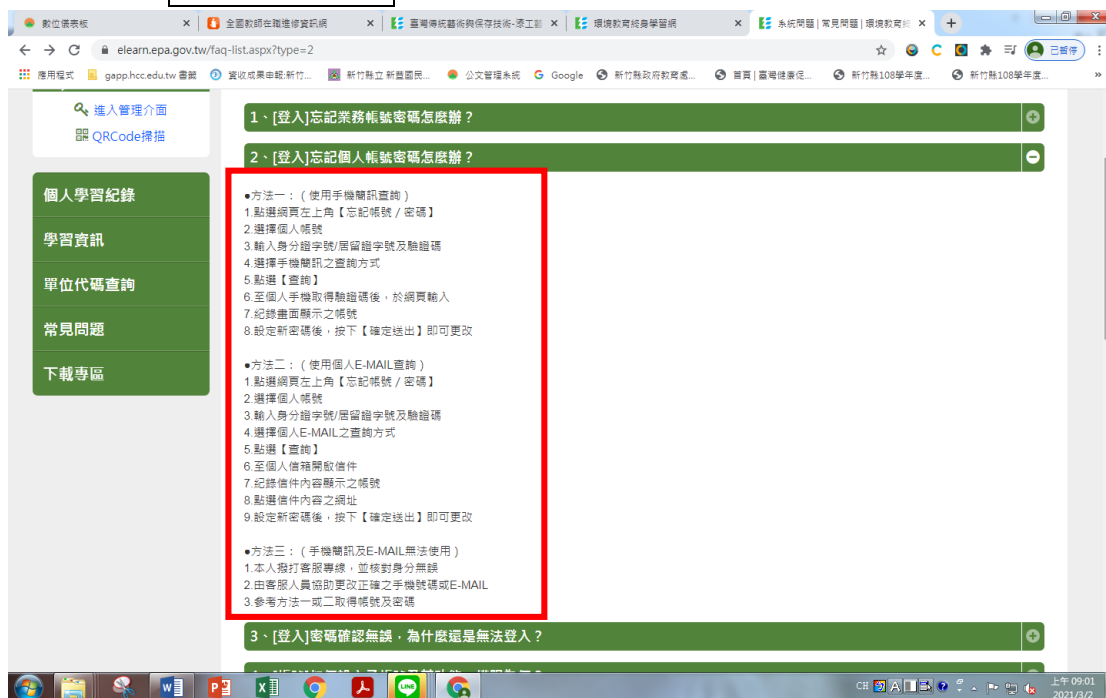 數位儀表板
全國教師在職進修資訊網
臺灣傳統藝術與保存技術-漆工藝
環境教育終身學習網
系統問題|常見問題|環境教育終
elearn.epa.gov.tw/faq-list.aspx?type=2
已暫停
應用程式
gapp.hcc.edu.tw 書籤
資收成果申報:新竹...
新竹縣立 新豐國民...
公文管理系統
Google
新竹縣政府教育處...
首頁|臺灣健康促...
新竹縣108學年度...
新竹縣108學年度...
進入管理介面
QRCode掃描
個人學習紀錄
學習資訊
單位代碼查詢
常見問題
下載專區
1、[登入]忘記業務帳號密碼怎麼辦？
2、[登入]忘記個人帳號密碼怎麼辦？
●方法一：（使用手機簡訊查詢）
1.點選網頁左上角【忘記帳號 / 密碼】
2.選擇個人帳號
3.輸入身分證字號/居留證字號及驗證碼
4.選擇手機簡訊之查詢方式
5.點選【查詢】
6.至個人手機取得驗證碼後，於網頁輸入
7.紀錄畫面顯示之帳號
8.設定新密碼後，按下【確定送出】即可更改
●方法二：（使用個人E-MAIL查詢）
1.點選網頁左上角【忘記帳號 / 密碼】
2.選擇個人帳號
3.輸入身分證字號/居留證字號及驗證碼
4.選擇個人E-MAIL之查詢方式
5.點選【查詢】
6.至個人信箱開啟信件
7.紀錄信件內容顯示之帳號
8.點選信件內容之網址
9.設定新密碼後，按下【確定送出】即可更改
●方法三：（手機簡訊及E-MAIL無法使用）
1.本人撥打客服專線，並核對身分無誤
2.由客服人員協助更改正確之手機號碼或E-MAIL
3.參考方法一或二取得帳號及密碼
3、[登入]密碼確認無誤，為什麼還是無法登入？
CH
上午 09:01
2021/3/2